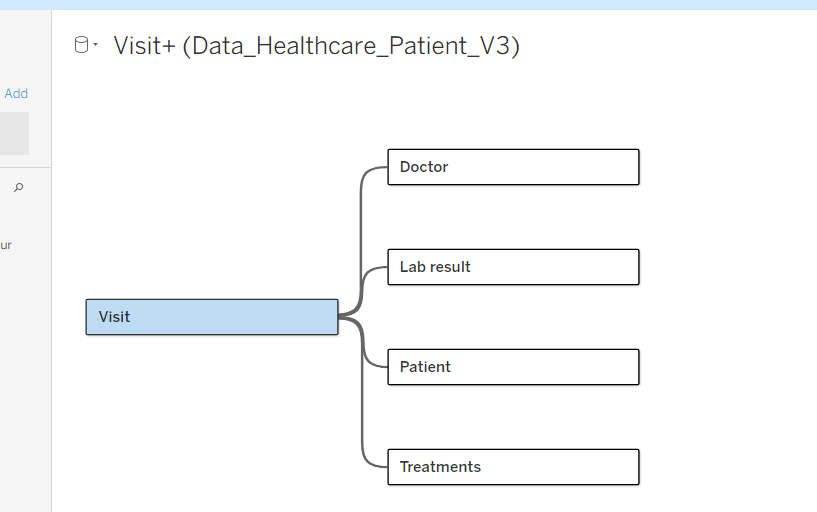 Visit+ (Data_Healthcare_Patient_V3)
Add
ur
Doctor
Lab result
Visit
Patient
Treatments